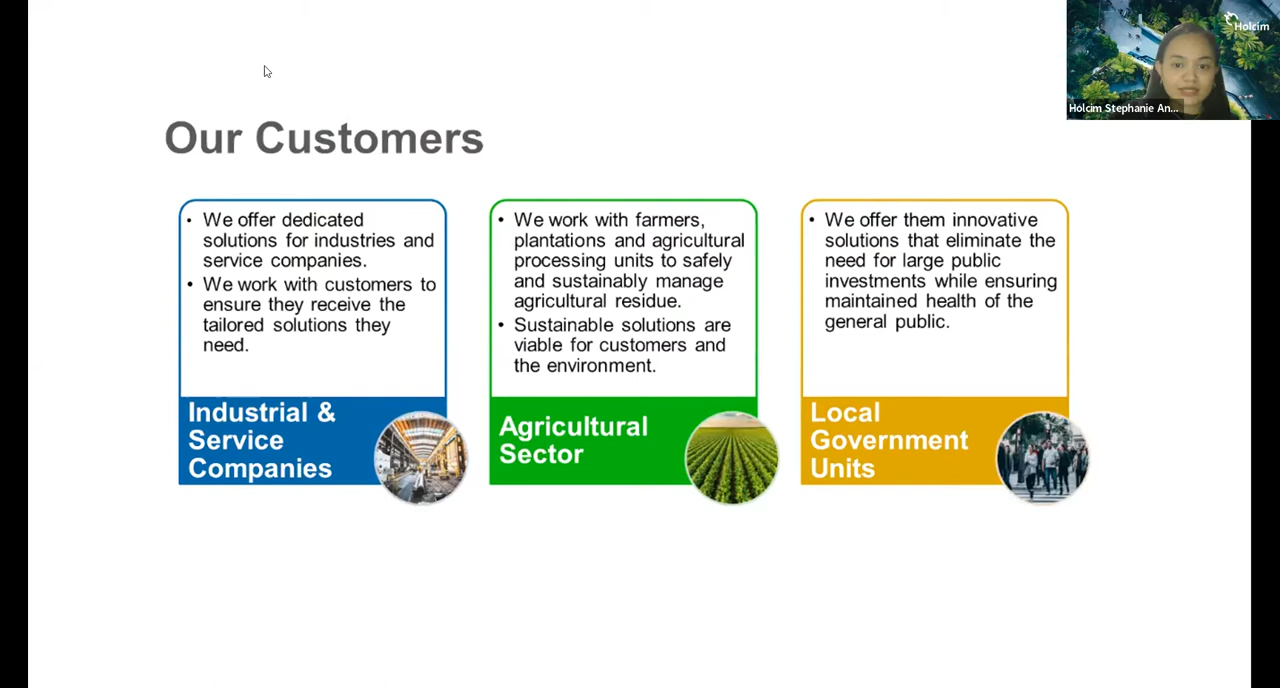 Holcim
Holcim Stephanie An...
Our Customers
• We offer dedicated
solutions for industries and
service companies.
• We work with customers to
ensure they receive the
tailored solutions they
need.
Industrial &
Service
Companies
• We work with farmers,
plantations and agricultural
processing units to safely
and sustainably manage
agricultural residue.
• Sustainable solutions are
viable for customers and
the environment.
Agricultural
Sector
• We offer them innovative
solutions that eliminate the
need for large public
investments while ensuring
maintained health of the
general public.
Local
Government
Units